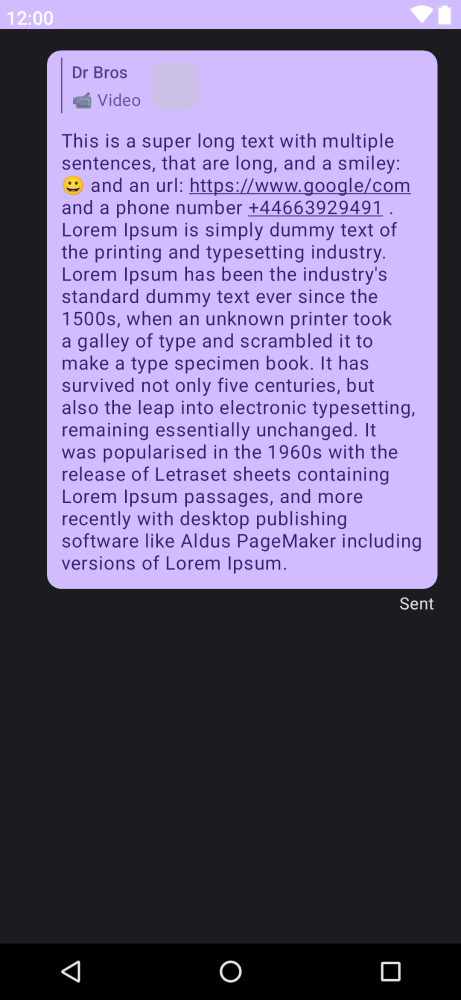 12:00
Dr Bros
📹 Video
This is a super long text with multiple
sentences, that are long, and a smiley:
😀 and an url: https://www.google/com
and a phone number +44663929491 .
Lorem Ipsum is simply dummy text of
the printing and typesetting industry.
Lorem Ipsum has been the industry's
standard dummy text ever since the
1500s, when an unknown printer took
a galley of type and scrambled it to
make a type specimen book. It has
survived not only five centuries, but
also the leap into electronic typesetting,
remaining essentially unchanged. It
was popularised in the 1960s with the
release of Letraset sheets containing
Lorem Ipsum passages, and more
recently with desktop publishing
software like Aldus PageMaker including
versions of Lorem Ipsum.
Sent